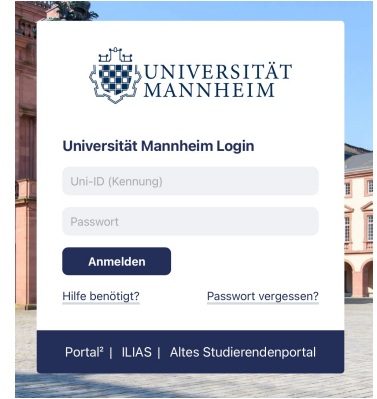 UNIVERSITÄT
MANNHEIM
Universität Mannheim Login
Uni-ID (Kennung)
Passwort
Anmelden
Hilfe benötigt? Passwort vergessen?
Portal² | ILIAS | Altes Studierendenportal